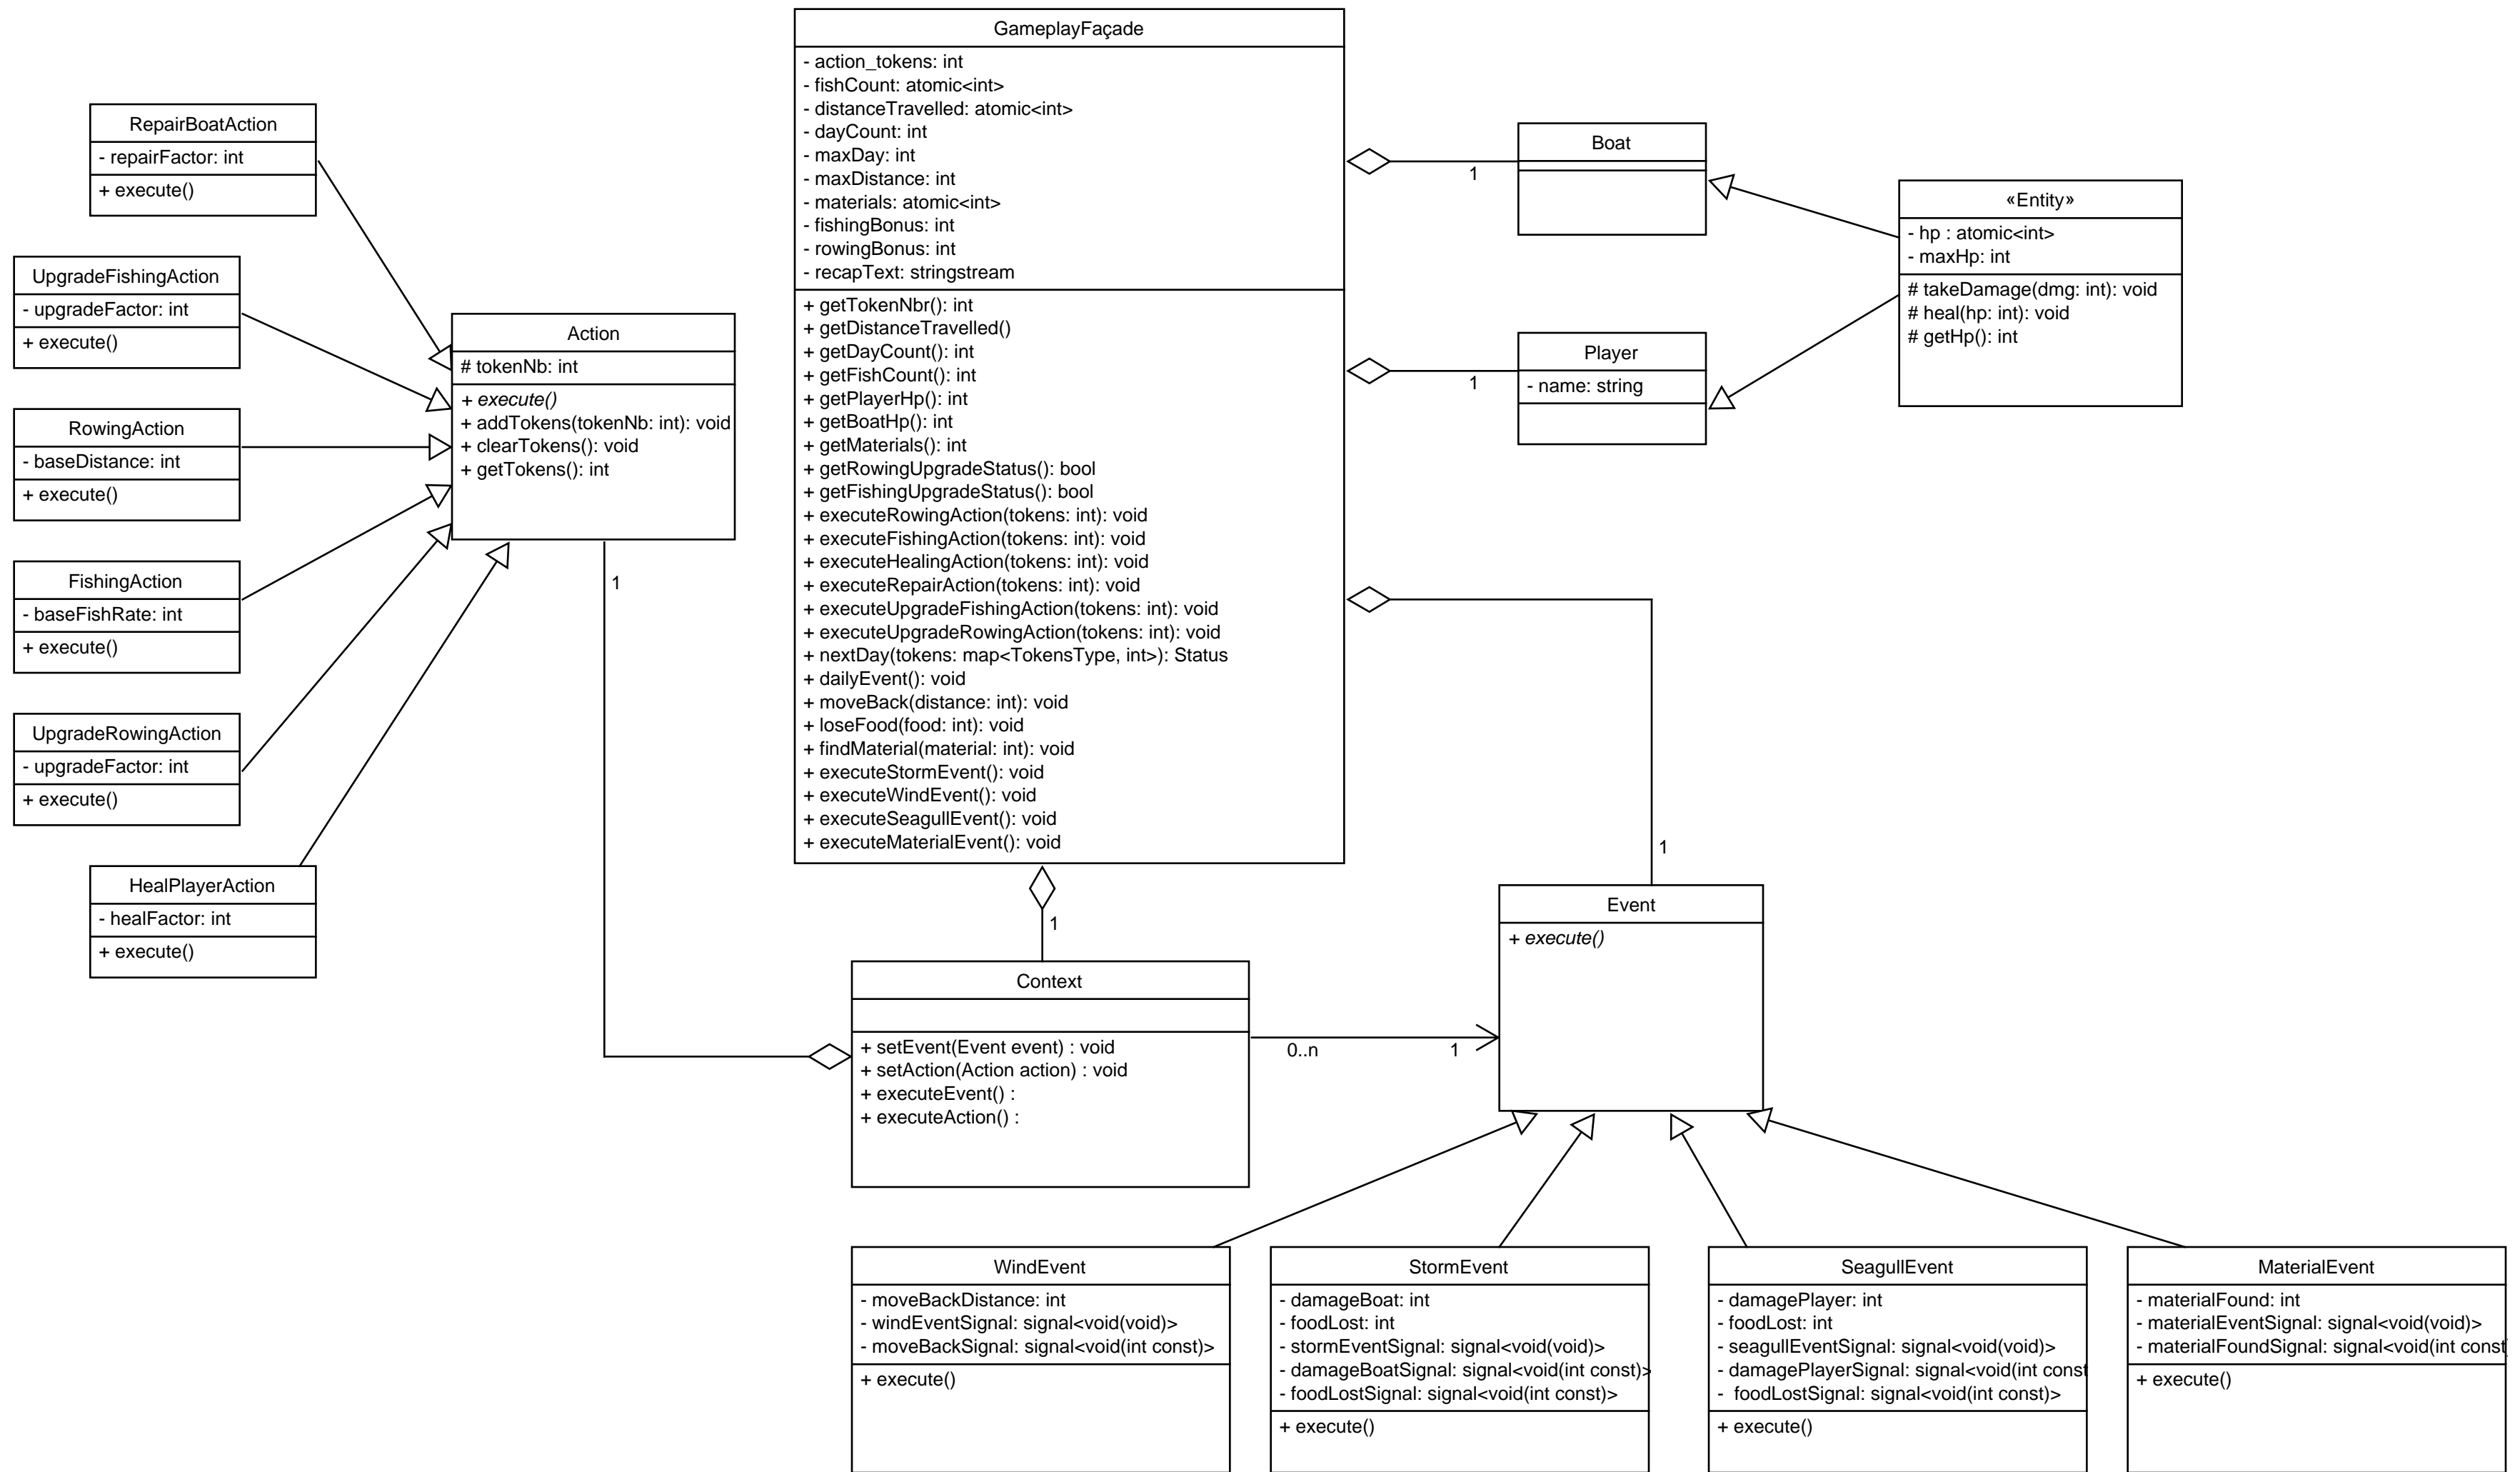 GameplayFaçade
- action_tokens: int
- fishCount: atomic<int>
- distanceTravelled: atomic<int>
- dayCount: int
- maxDay: int
- maxDistance: int
- materials: atomic<int>
- fishingBonus: int
- rowingBonus: int
- recapText: stringstream
+ getTokenNbr(): int
+ getDistanceTravelled()
+ getDayCount(): int
+ getFishCount(): int
+ getPlayerHp(): int
+ getBoatHp(): int
+ getMaterials(): int
+ getRowingUpgradeStatus(): bool
+ getFishingUpgradeStatus(): bool
+ executeRowingAction(tokens: int): void
+ executeFishingAction(tokens: int): void
+ executeHealingAction(tokens: int): void
+ executeRepairAction(tokens: int): void
+ executeUpgradeFishingAction(tokens: int): void
+ executeUpgradeRowingAction(tokens: int): void
+ nextDay(tokens: map<TokensType, int>): Status
+ dailyEvent(): void
+ moveBack(distance: int): void
+ loseFood(food: int): void
+ findMaterial(material: int): void
+ executeStormEvent(): void
+ executeWindEvent(): void
+ executeSeagullEvent(): void
+ executeMaterialEvent(): void
RepairBoatAction
- repairFactor: int
+ execute()
UpgradeFishingAction
- upgradeFactor: int
+ execute()
RowingAction
- baseDistance: int
+ execute()
FishingAction
- baseFishRate: int
+ execute()
UpgradeRowingAction
- upgradeFactor: int
+ execute()
HealPlayerAction
- healFactor: int
+ execute()
Action
# tokenNb: int
+ execute()
+ addTokens(tokenNb: int): void
+ clearTokens(): void
+ getTokens(): int
1
Boat
1
Player
- name: string
1
«Entity»
- hp : atomic<int>
- maxHp: int
# takeDamage(dmg: int): void
# heal(hp: int): void
# getHp(): int
1
Event
+ execute()
1
Context
+ setEvent(Event event) : void
+ setAction(Action action) : void
+ executeEvent() :
+ executeAction() :
0..n
1
WindEvent
- moveBackDistance: int
- windEventSignal: signal<void(void)>
- moveBackSignal: signal<void(int const)>
+ execute()
StormEvent
- damageBoat: int
- foodLost: int
- stormEventSignal: signal<void(void)>
- damageBoatSignal: signal<void(int const)>
- foodLostSignal: signal<void(int const)>
+ execute()
SeagullEvent
- damagePlayer: int
- foodLost: int
- seagullEventSignal: signal<void(void)>
- damagePlayerSignal: signal<void(int const
- foodLostSignal: signal<void(int const)>
+ execute()
MaterialEvent
- materialFound: int
- materialEventSignal: signal<void(void)>
- materialFoundSignal: signal<void(int const
+ execute()